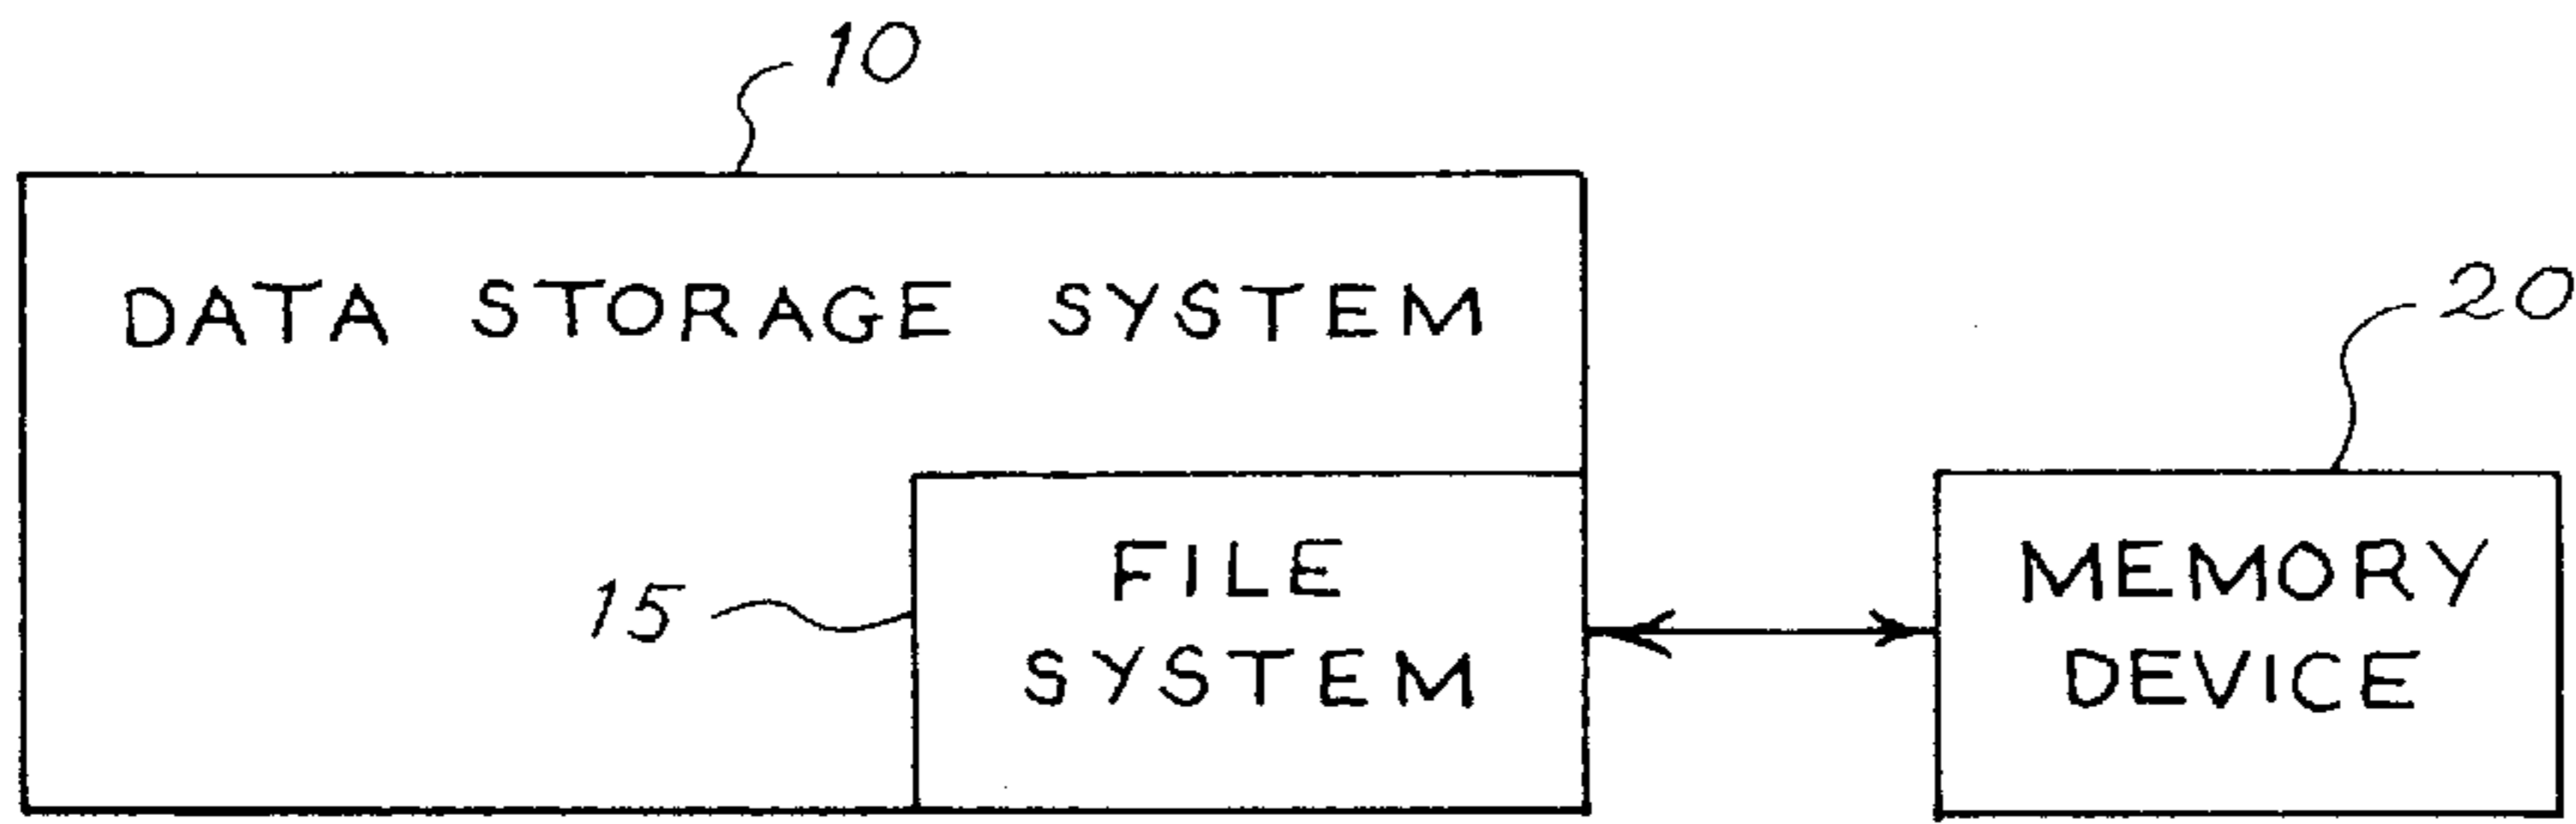 10
DATA STORAGE SYSTEM
20
FILE
SYSTEM
15
MEMORY
DEVICE